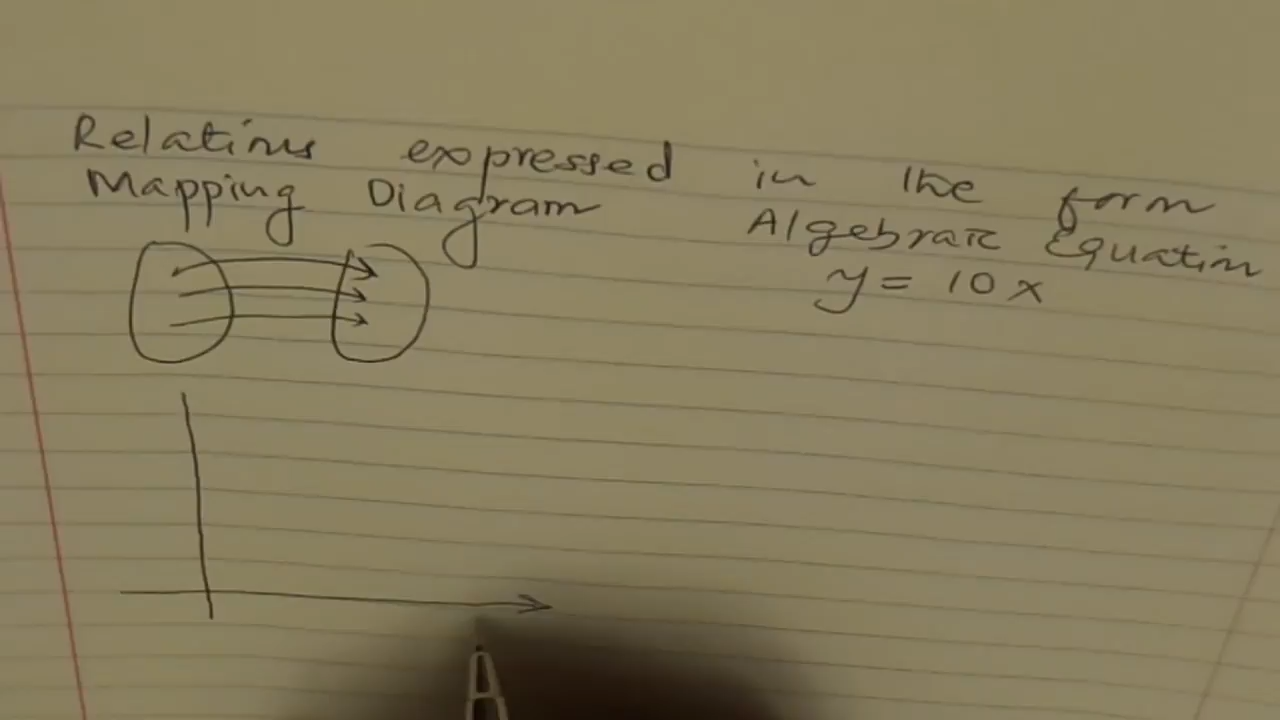 Relations expressed in the form
Mapping Diagram
Algebraic Equation
y = 10x